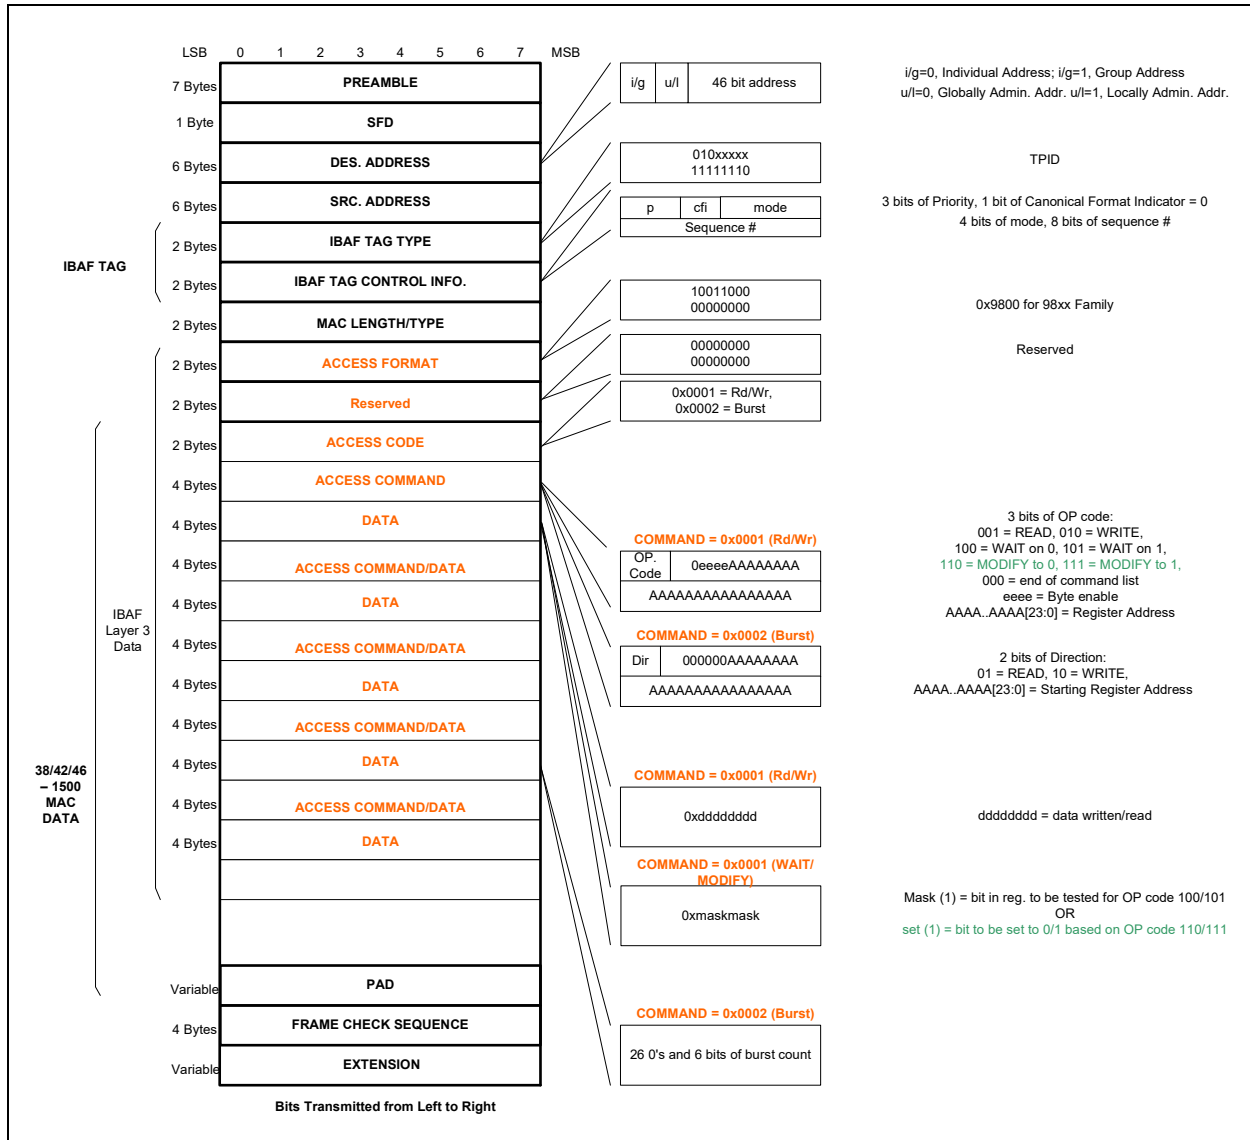 LSB 0 1 2 3 4 5 6 7 MSB
7 Bytes PREAMBLE
i/g u/l 46 bit address
i/g=0, Individual Address; i/g=1, Group Address
u/l=0, Globally Admin. Addr. u/l=1, Locally Admin. Addr.
1 Byte SFD
6 Bytes DES. ADDRESS
010xxxxx
11111110
TPID
6 Bytes SRC. ADDRESS
p cfi mode
Sequence #
3 bits of Priority, 1 bit of Canonical Format Indicator = 0
4 bits of mode, 8 bits of sequence #
IBAF TAG
2 Bytes IBAF TAG TYPE
2 Bytes IBAF TAG CONTROL INFO.
10011000
00000000
0x9800 for 98xx Family
2 Bytes MAC LENGTH/TYPE
2 Bytes ACCESS FORMAT
00000000
00000000
Reserved
2 Bytes Reserved
0x0001 = Rd/Wr,
0x0002 = Burst
2 Bytes ACCESS CODE
4 Bytes ACCESS COMMAND
4 Bytes DATA
COMMAND = 0x0001 (Rd/Wr)
OP.
Code
0eeeeAAAAAAAA
AAAAAAAAAAAAAAAA
3 bits of OP code:
001 = READ, 010 = WRITE,
100 = WAIT on 0, 101 = WAIT on 1,
110 = MODIFY to 0, 111 = MODIFY to 1,
000 = end of command list
eeee = Byte enable
AAAA..AAAA[23:0] = Register Address
4 Bytes ACCESS COMMAND/DATA
4 Bytes DATA
IBAF
Layer 3
Data
4 Bytes ACCESS COMMAND/DATA
COMMAND = 0x0002 (Burst)
Dir 000000AAAAAAAA
AAAAAAAAAAAAAAAA
2 bits of Direction:
01 = READ, 10 = WRITE,
AAAA..AAAA[23:0] = Starting Register Address
4 Bytes DATA
4 Bytes ACCESS COMMAND/DATA
4 Bytes DATA
38/42/46
– 1500
MAC
DATA
COMMAND = 0x0001 (Rd/Wr)
0xdddddddd
dddddddd = data written/read
4 Bytes ACCESS COMMAND/DATA
4 Bytes DATA
COMMAND = 0x0001 (WAIT/
MODIFY)
0xmaskmask
Mask (1) = bit in reg. to be tested for OP code 100/101
OR
set (1) = bit to be set to 0/1 based on OP code 110/111
Variable PAD
COMMAND = 0x0002 (Burst)
26 0's and 6 bits of burst count
4 Bytes FRAME CHECK SEQUENCE
Variable EXTENSION
Bits Transmitted from Left to Right